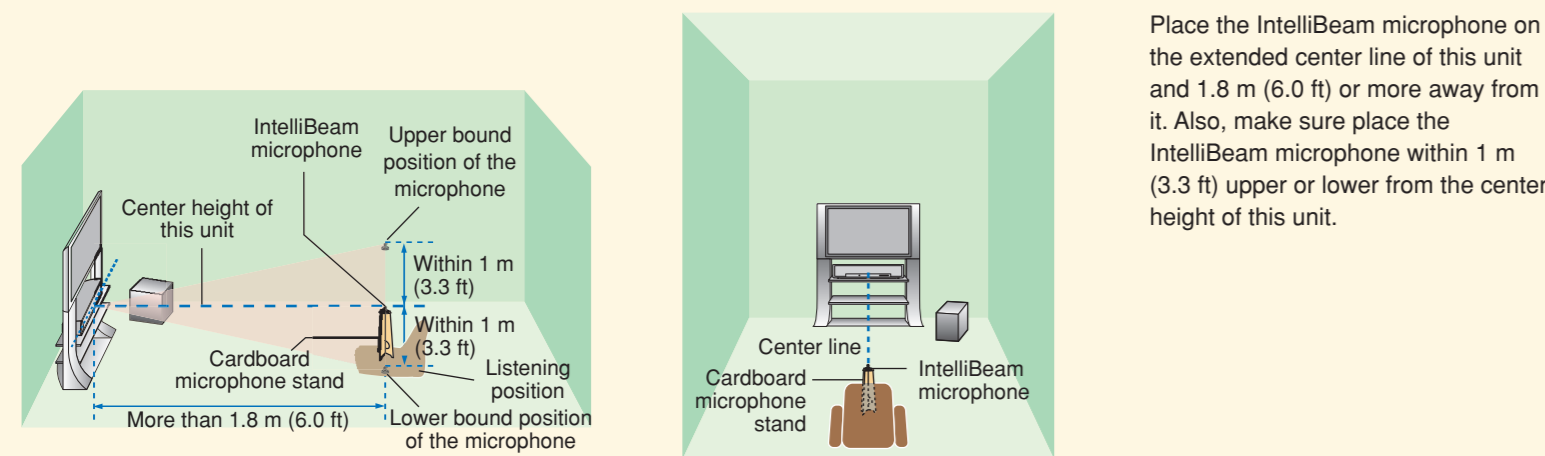 IntelliBeam
microphone
Upper bound
position of the
microphone
Center height of
this unit
Within 1 m
(3.3 ft)
Within 1 m
(3.3 ft)
Cardboard
microphone stand
Listening
position
More than 1.8 m (6.0 ft)
Lower bound position
of the microphone
Center line
Cardboard
microphone
stand
IntelliBeam
microphone
Place the IntelliBeam microphone on
the extended center line of this unit
and 1.8 m (6.0 ft) or more away from
it. Also, make sure place the
IntelliBeam microphone within 1 m
(3.3 ft) upper or lower from the center
height of this unit.